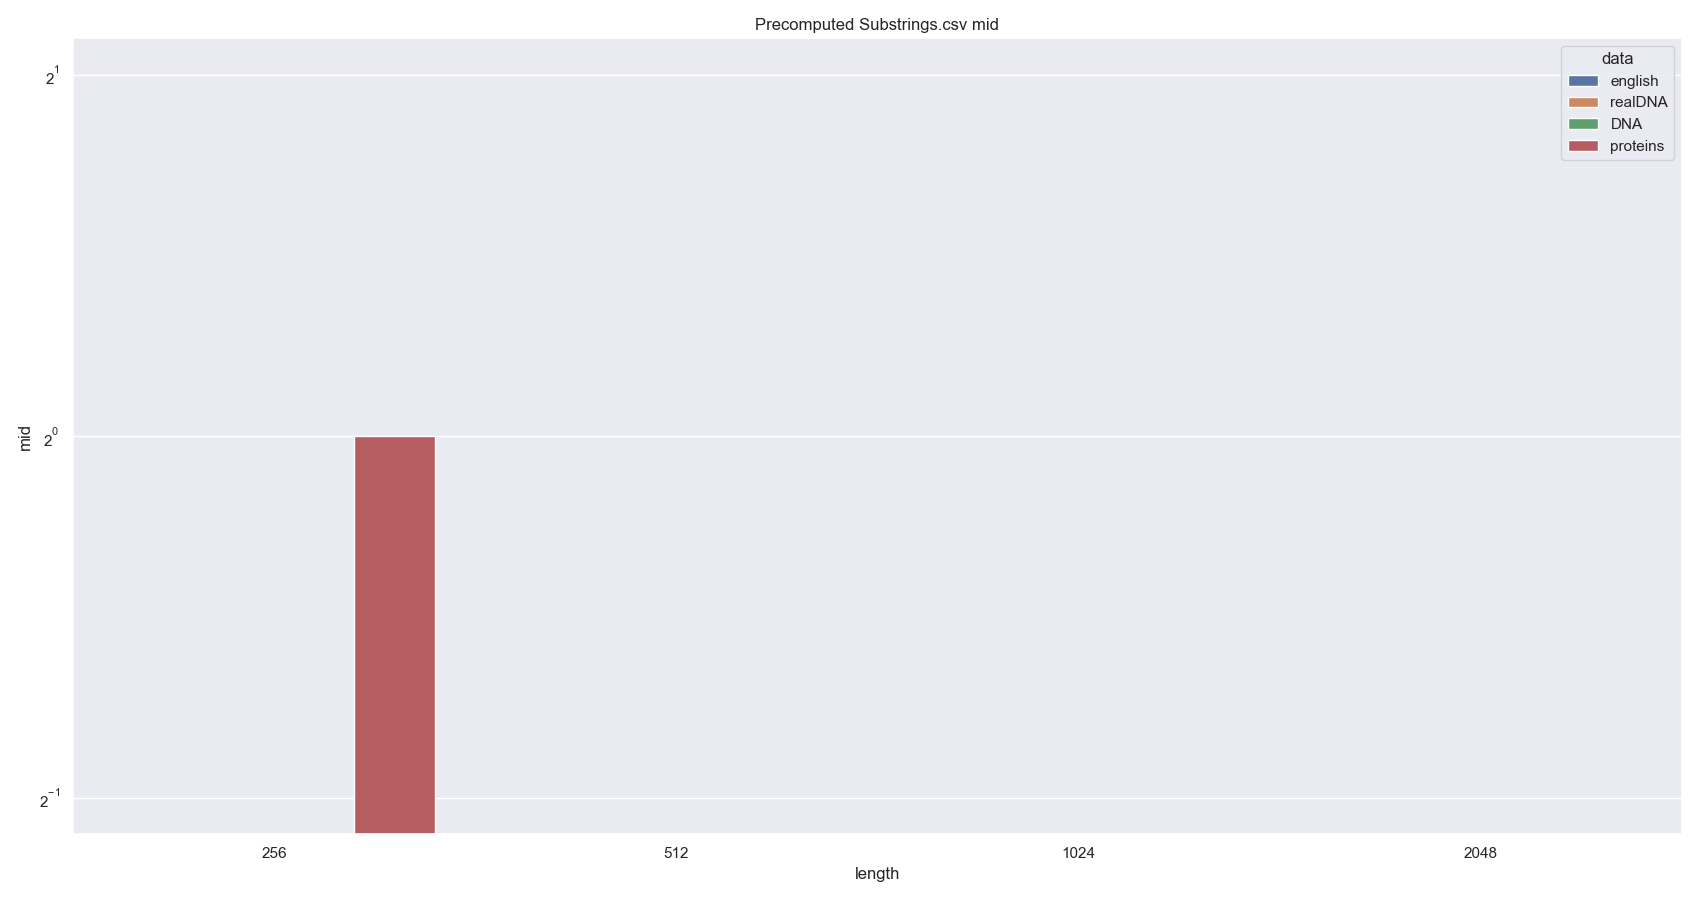 Precomputed Substrings.csv mid
data
english
realDNA
DNA
proteins
mid
2^1
2^0
2^−1
256 512 1024 2048
length